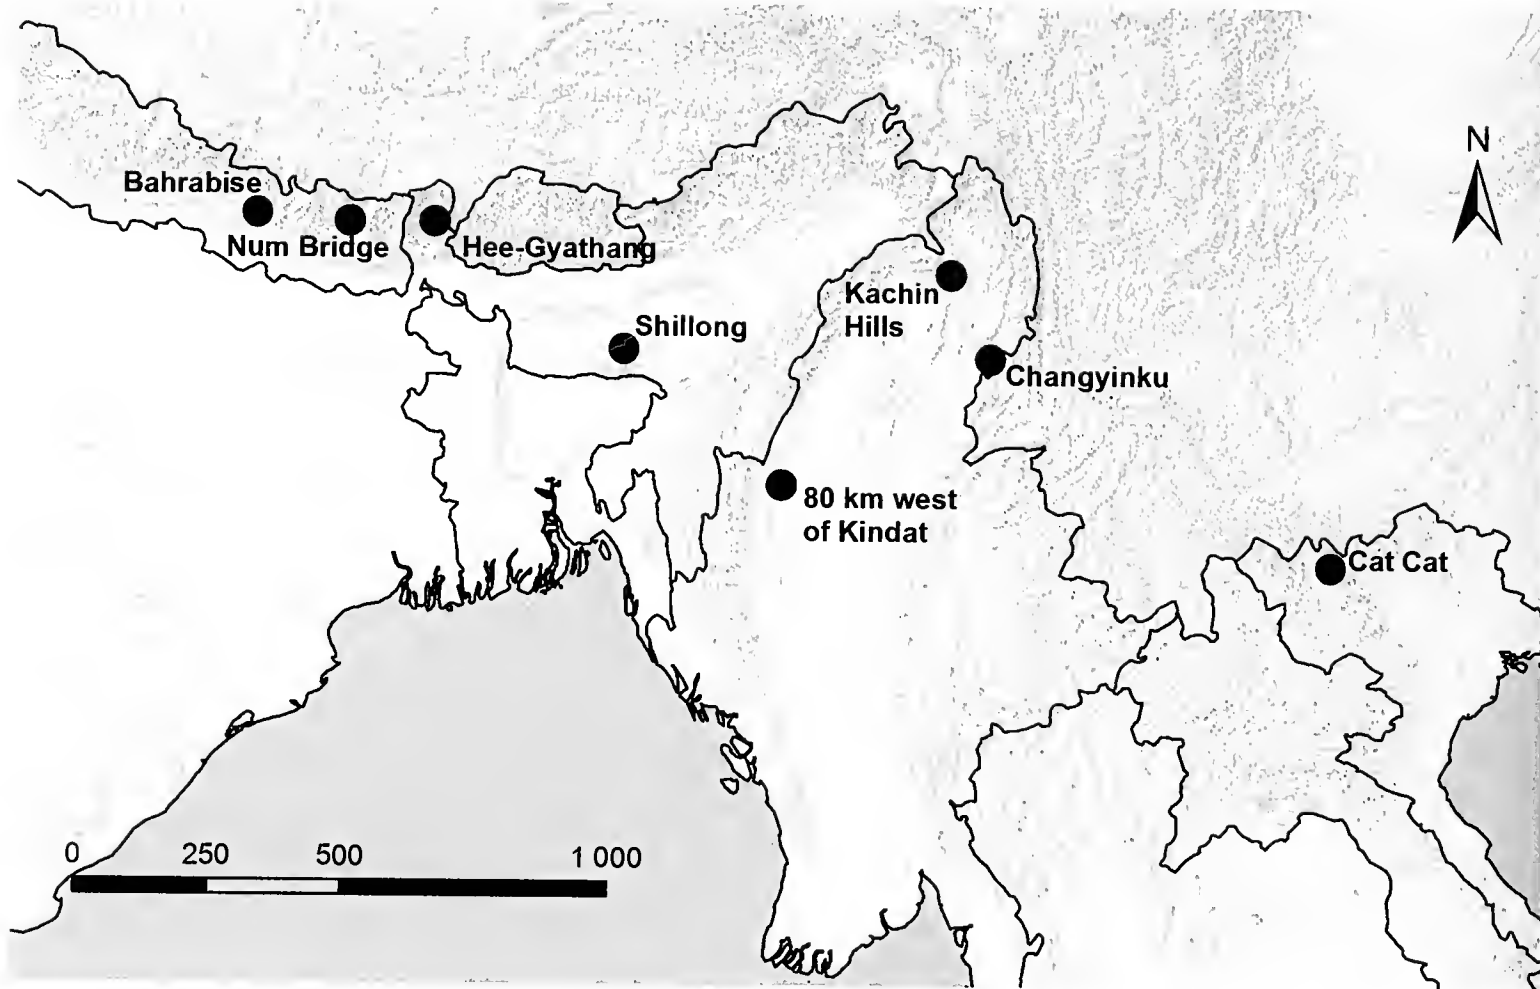 N
Bahrabise
Num Bridge
Hee-Gyathang
Kachin
Hills
Shillong
Changyinku
80 km west
of Kindat
Cat Cat
0 250 500 1 000